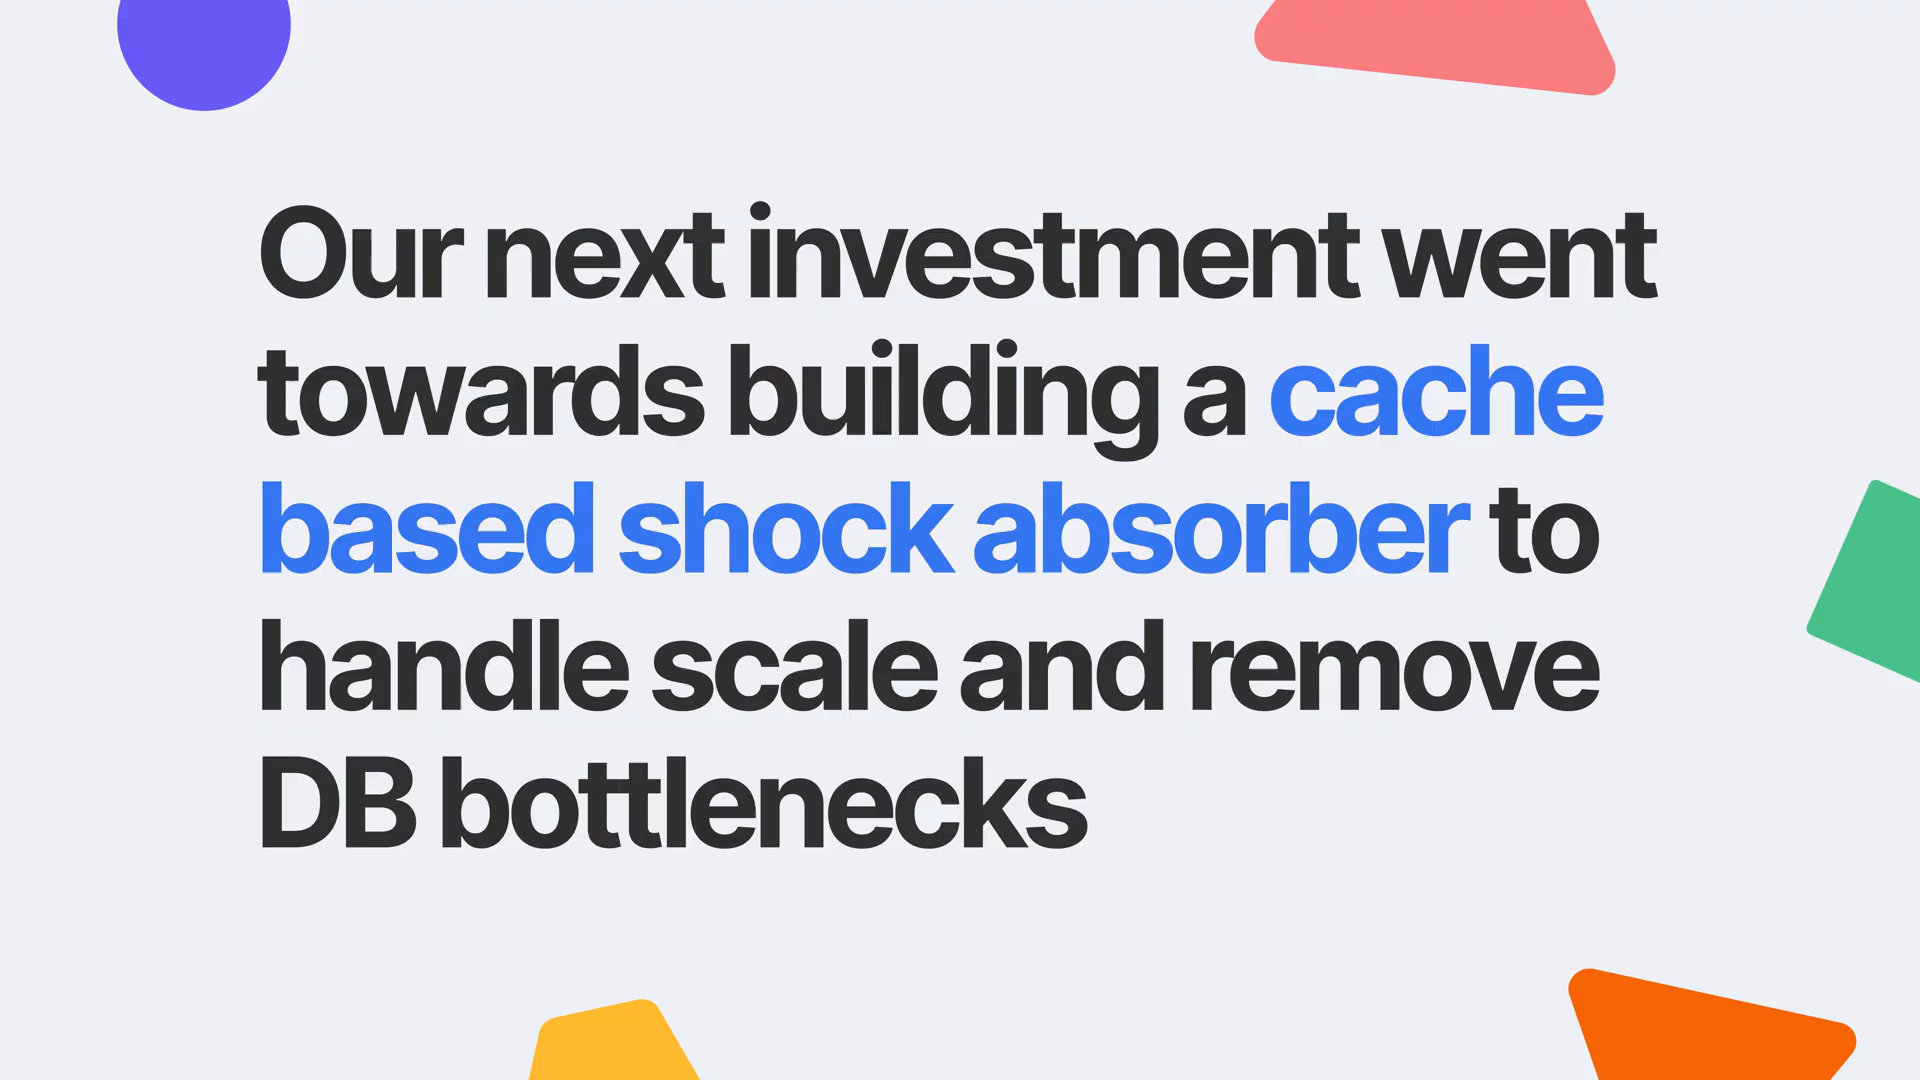 Our next investment went
towards building a cache
based shock absorber to
handle scale and remove
DB bottlenecks